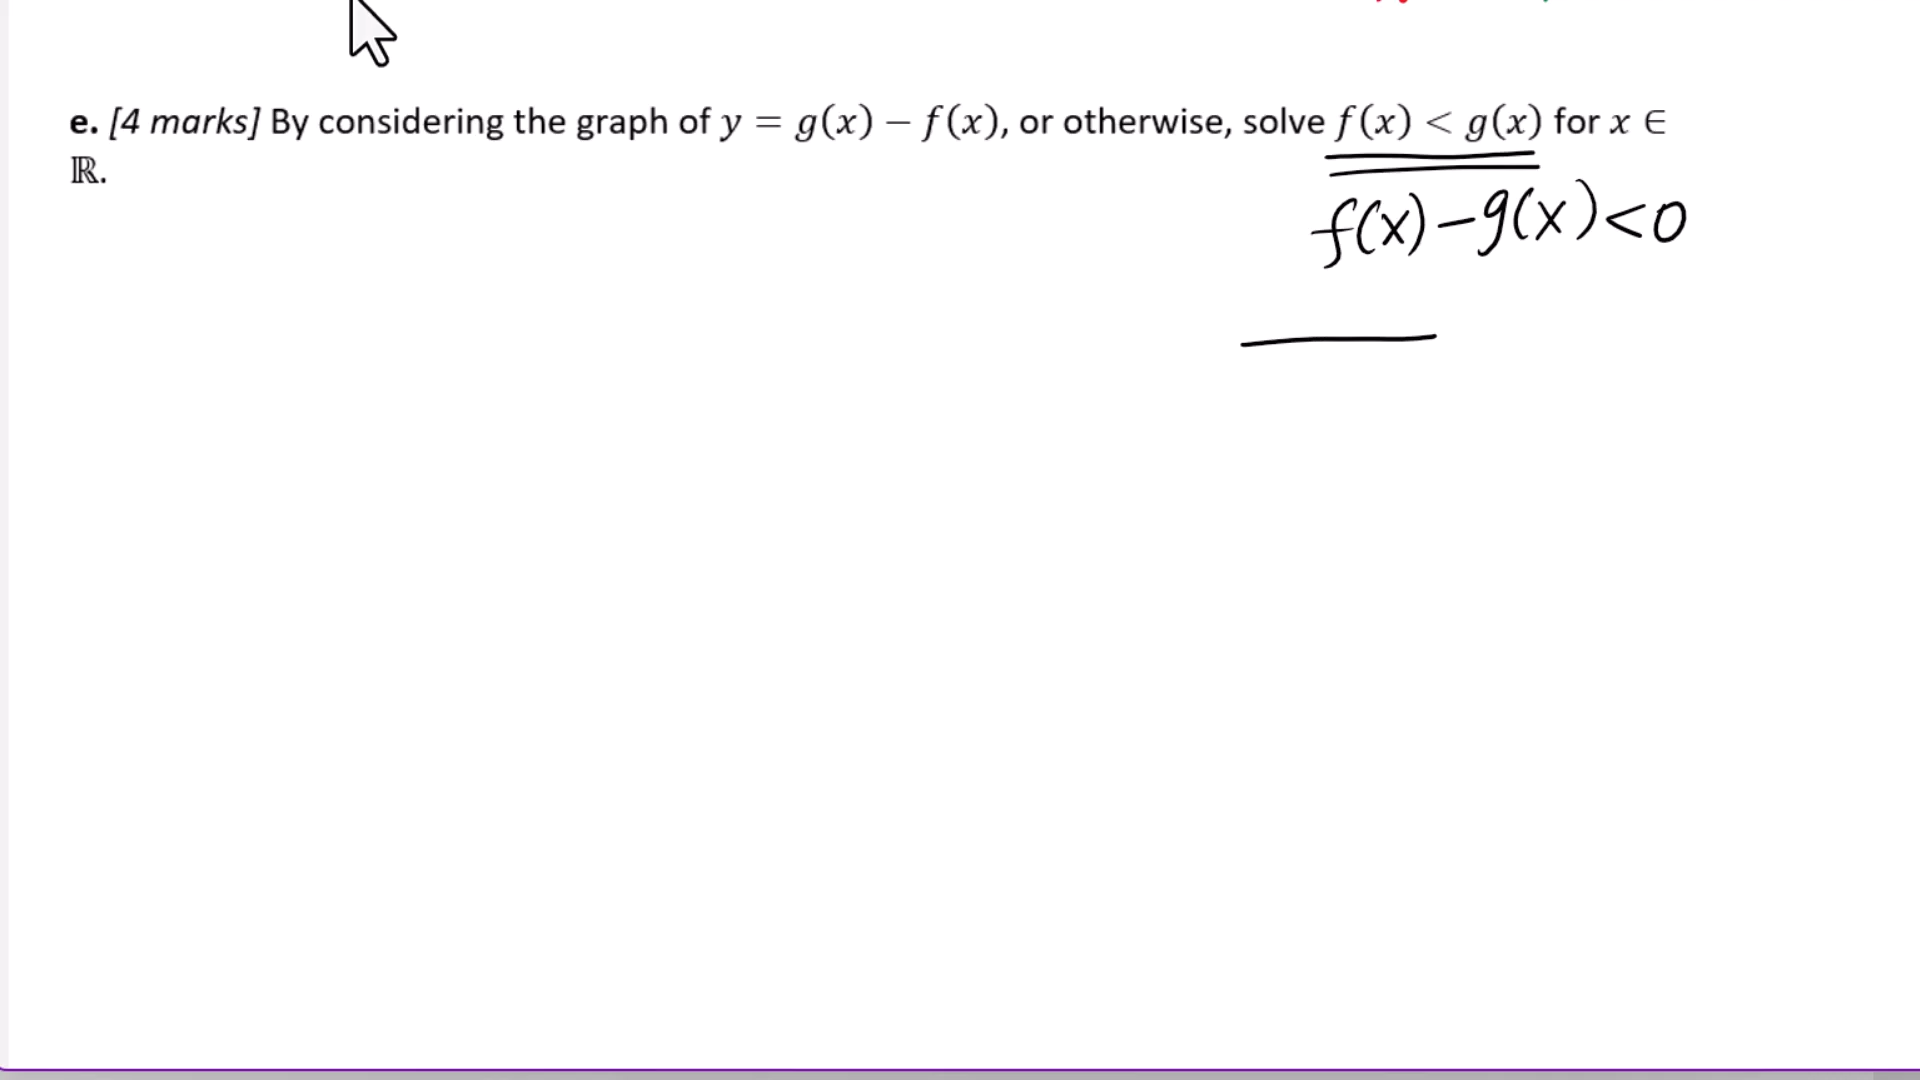 e. [4 marks] By considering the graph of y = g(x) − f(x), or otherwise, solve f(x) < g(x) for x ∈
ℝ.
f(x)−g(x)<0